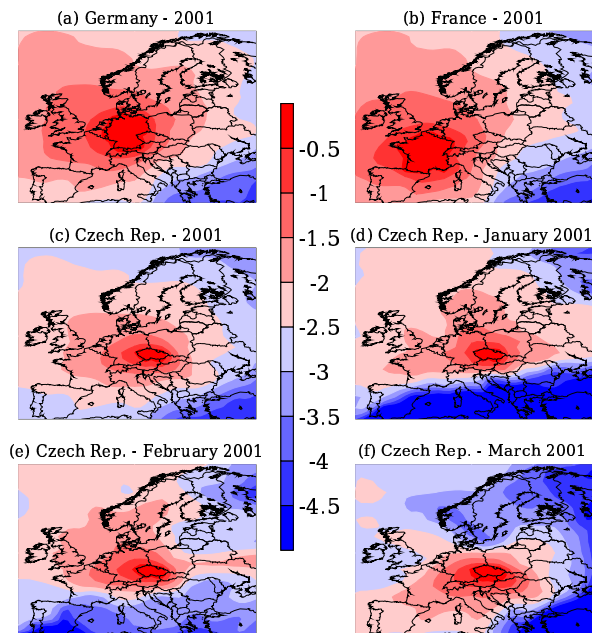 (a) Germany - 2001
(b) France - 2001
-0.5
-1
-1.5
-2
-2.5
-3
-3.5
-4
-4.5
(c) Czech Rep. - 2001
(d) Czech Rep. - January 2001
(e) Czech Rep. - February 2001
(f) Czech Rep. - March 2001